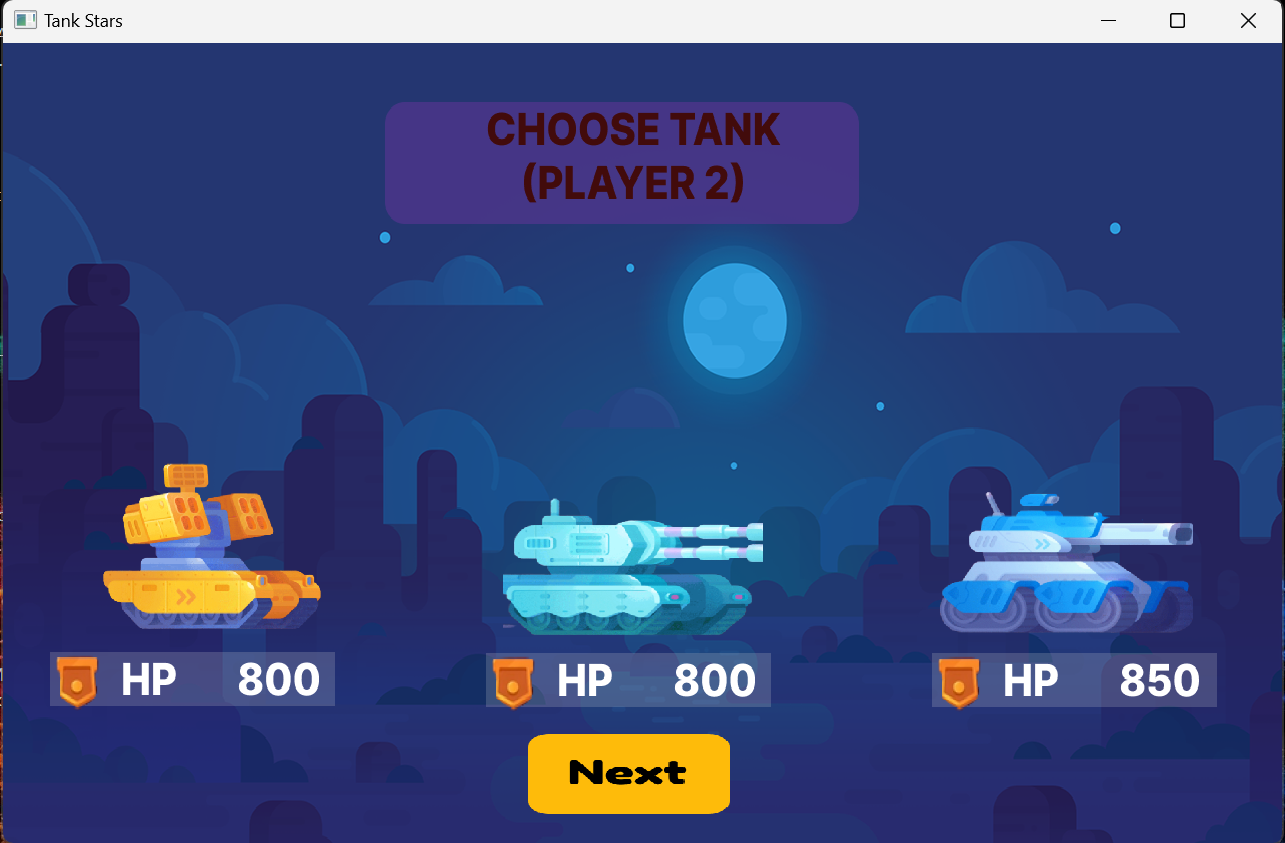 Tank Stars
CHOOSE TANK
(PLAYER 2)
HP 800
HP 800
HP 850
Next